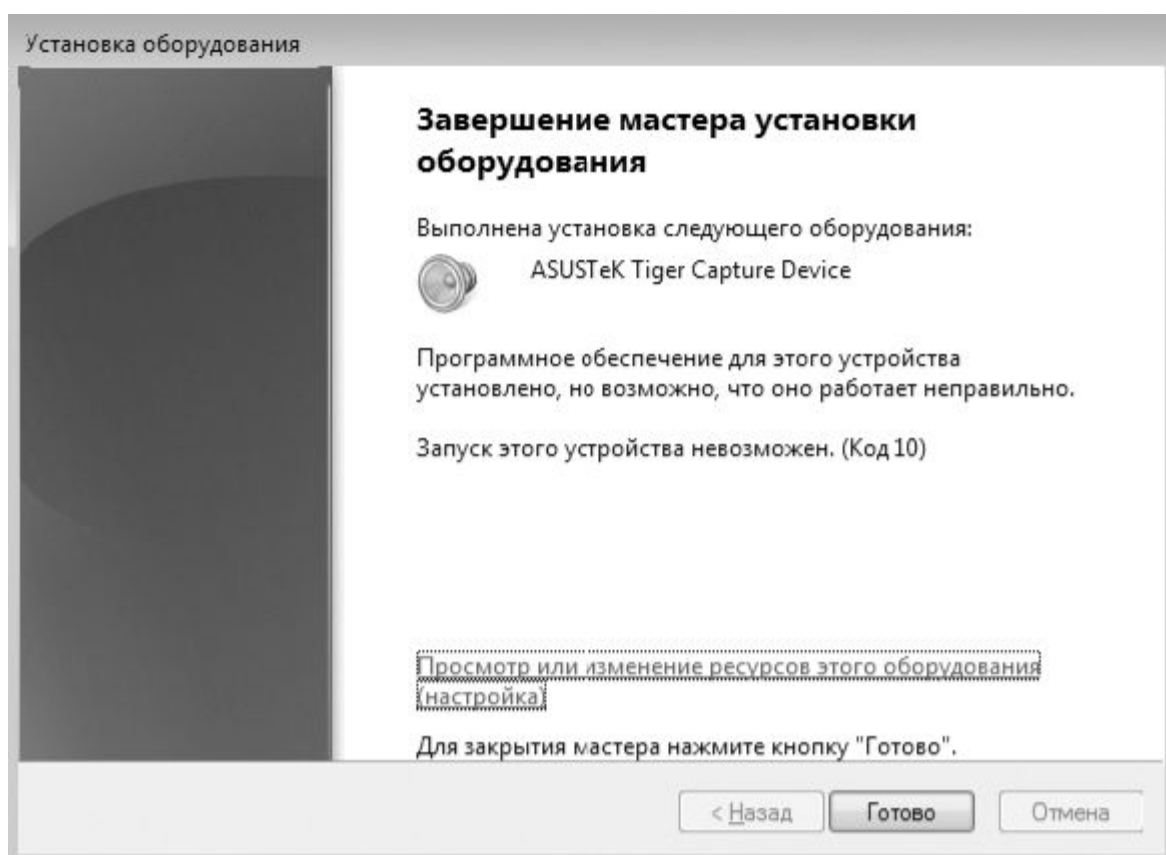 Установка оборудования
Завершение мастера установки
оборудования
Выполнена установка следующего оборудования:
ASUSTeK Tiger Capture Device
Программное обеспечение для этого устройства
установлено, но возможно, что оно работает неправильно.
Запуск этого устройства невозможен. (Код 10)
Просмотр или изменение ресурсов этого оборудования
(настройка)
Для закрытия мастера нажмите кнопку "Готово".
< Назад Готово Отмена